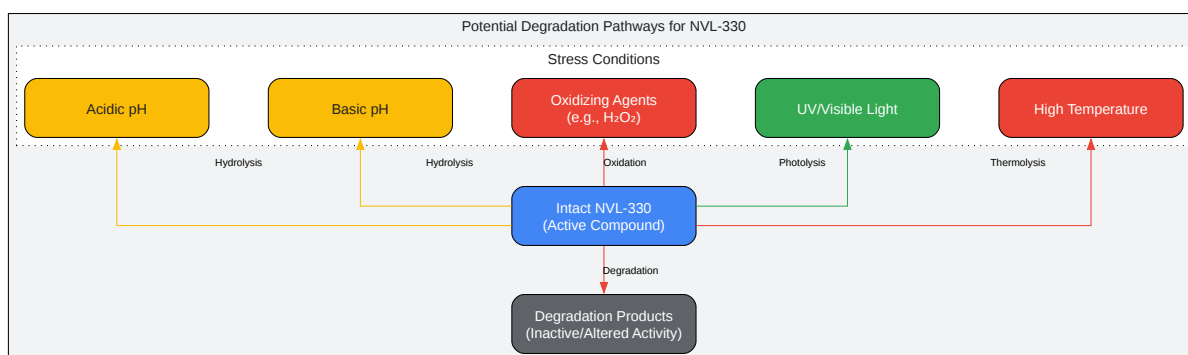 Potential Degradation Pathways for NVL-330
Stress Conditions
Acidic pH
Basic pH
Oxidizing Agents
(e.g., H₂O₂)
UV/Visible Light
High Temperature
Hydrolysis
Hydrolysis
Oxidation
Photolysis
Thermolysis
Intact NVL-330
(Active Compound)
Degradation
Degradation Products
(Inactive/Altered Activity)